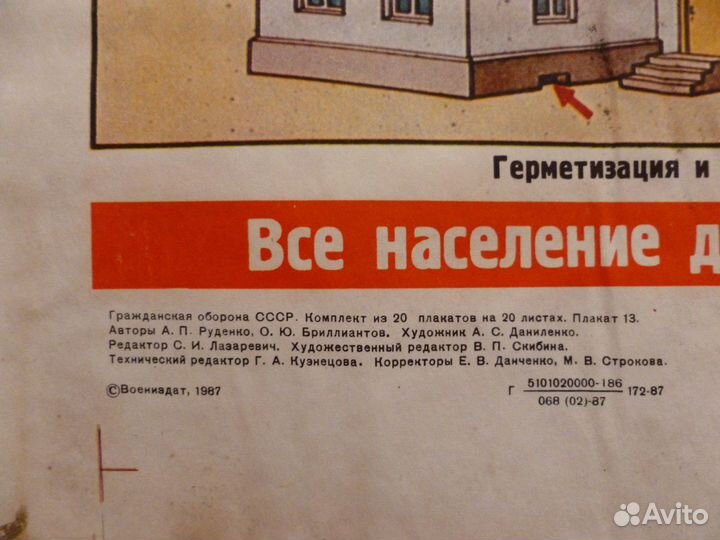 Герметизация и
Все население д
Гражданская оборона СССР. Комплект из 20 плакатов на 20 листах. Плакат 13.
Авторы А. П. Руденко, О. Ю. Бриллиантов. Художник А. С. Даниленко.
Редактор С. И. Лазаревич. Художественный редактор В. П. Скибина.
Технический редактор Г. А. Кузнецова. Корректоры Е. В. Данченко, М. В. Строкова.
©Воениздат, 1987
Г 5101020000-186 172-87
068 (02)-87
Avito